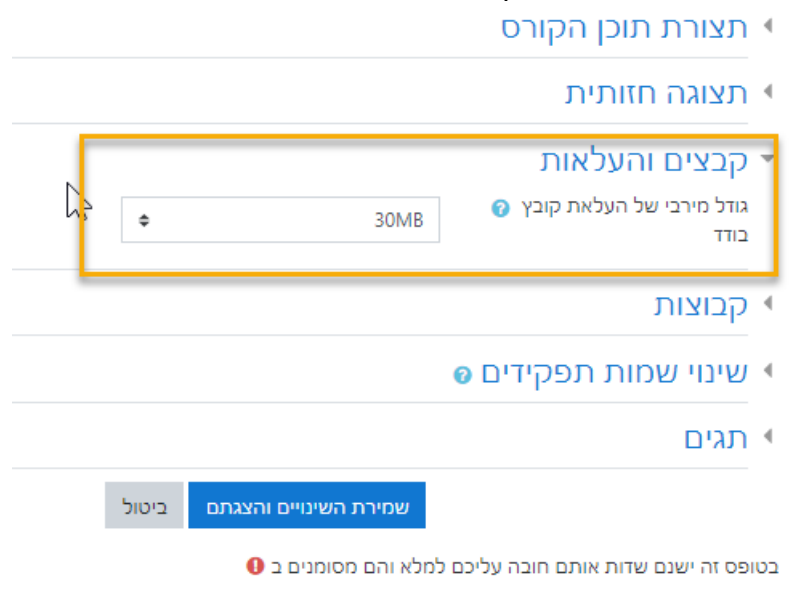 תצורת תוכן הקורס
תצוגה חזותית
קבצים והעלאות
גודל מירבי של העלאת קובץ
בודד
30MB
קבוצות
שינוי שמות תפקידים
תגים
שמירת השינויים והצגתם
ביטול
בטופס זה ישנם שדות אותם חובה עליכם למלא והם מסומנים ב